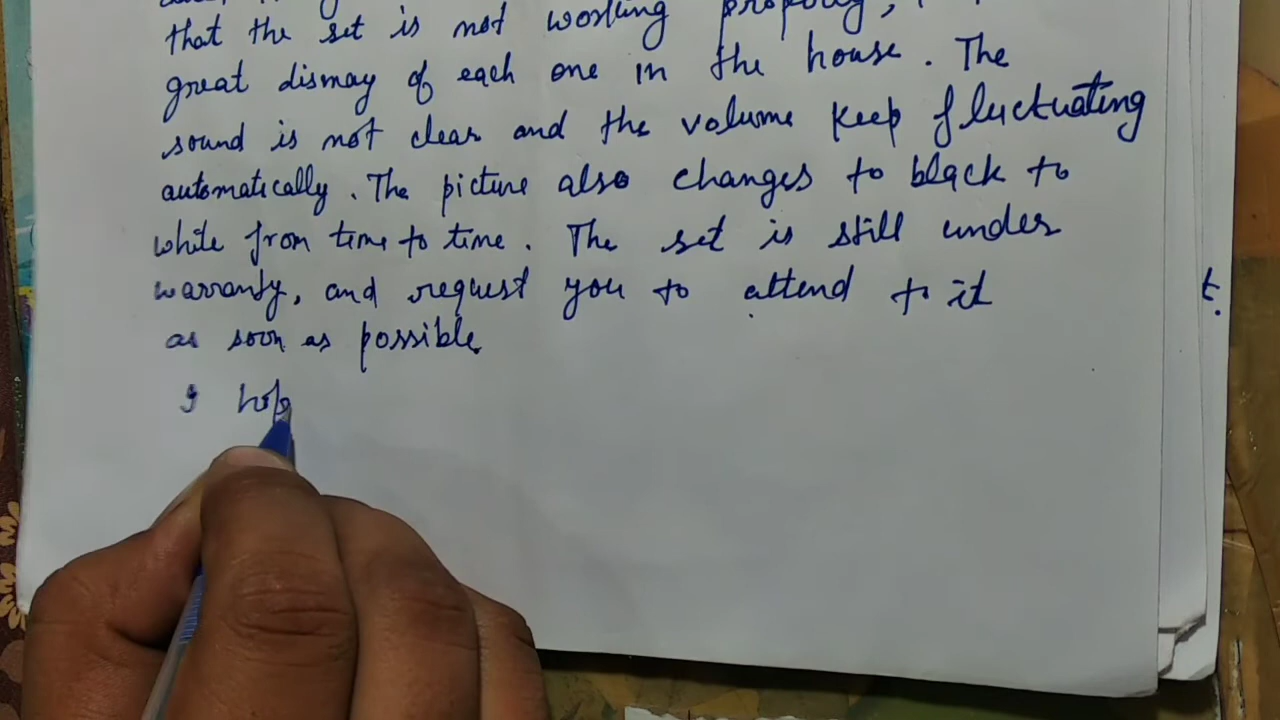 that the set is not working properly,
great dismay of each one in the house. The
sound is not clear and the volume keep fluctuating
automatically. The picture also changes to black to
white from time to time. The set is still under
warranty, and request you to attend to it
as soon as possible.
I hop
t.